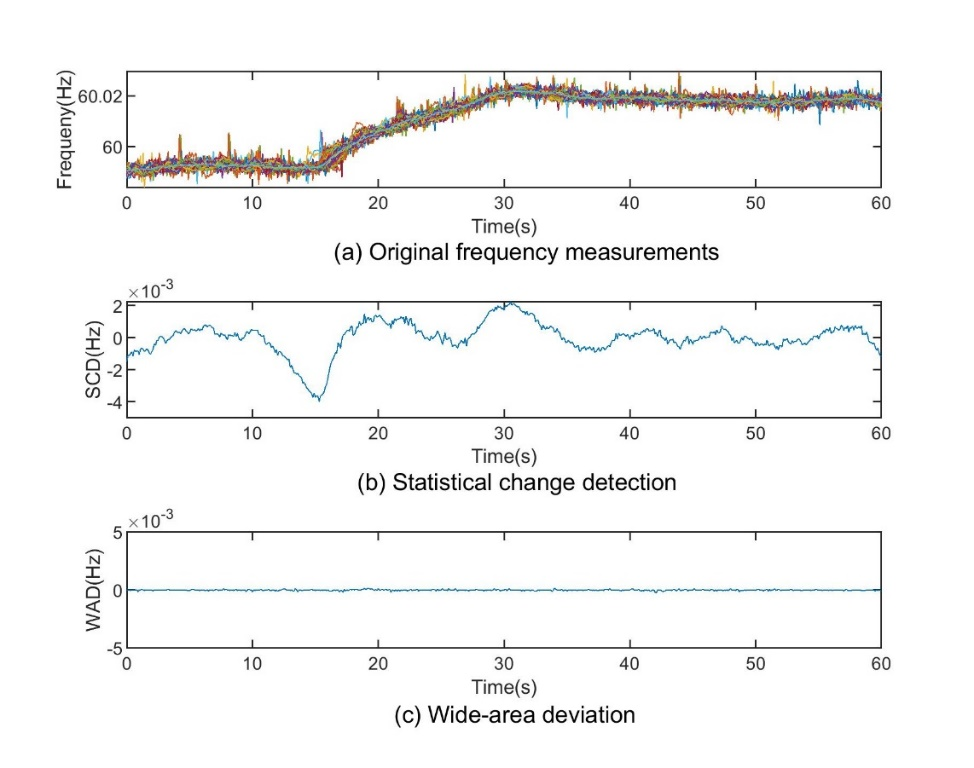 Frequeny(Hz)
60.02
60
0 10 20 30 40 50 60
Time(s)
(a) Original frequency measurements
×10-3
SCD(Hz)
2
0
-2
-4
0 10 20 30 40 50 60
Time(s)
(b) Statistical change detection
×10-3
WAD(Hz)
5
0
-5
0 10 20 30 40 50 60
Time(s)
(c) Wide-area deviation